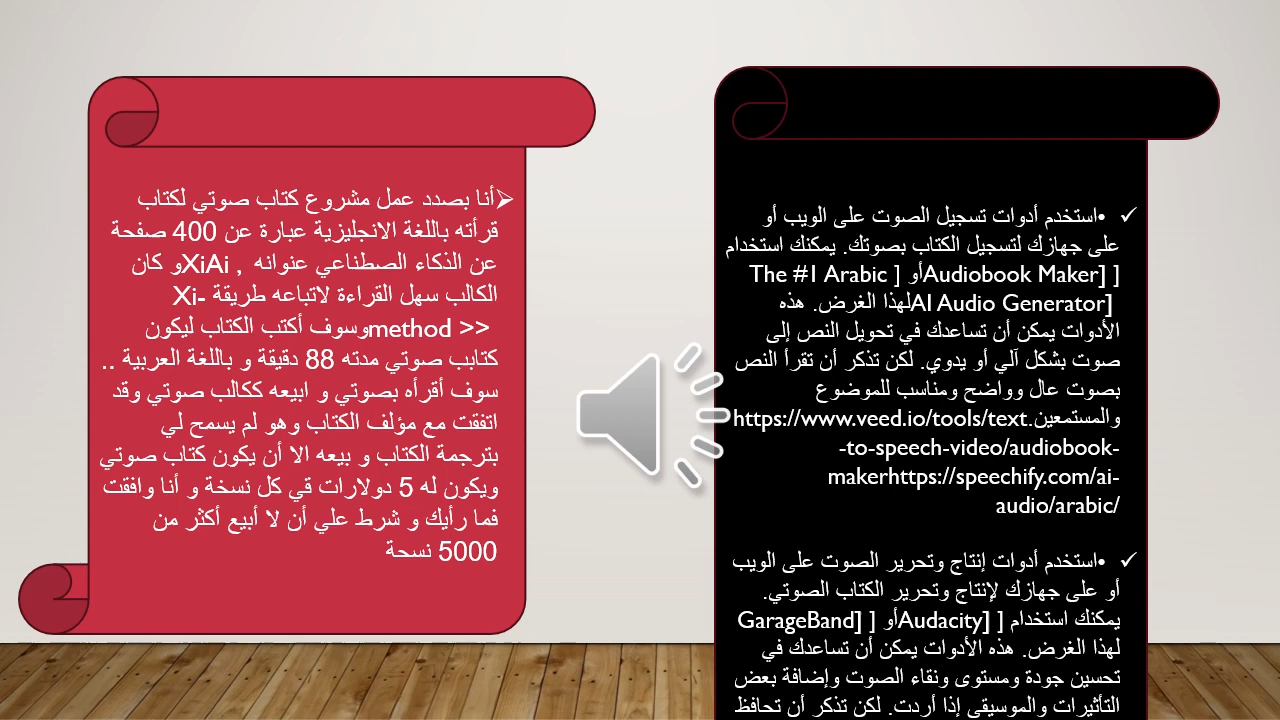 ➢أنا بصدد عمل مشروع كتاب صوتي لكتاب
قرأته باللغة الانجليزية عبارة عن 400 صفحة
عن الذكاء الصطناعي عنوانه , XiAiو كان
الكالب سهل القراءة لاتباعه طريقة Xi-
method >>وسوف أكتب الكتاب ليكون
كتابب صوتي مدته 88 دقيقة و باللغة العربية ..
سوف أقرأه بصوتي و ابيعه ككالب صوتي وقد
اتفقت مع مؤلف الكتاب وهو لم يسمح لي
بترجمة الكتاب و بيعه الا أن يكون كتاب صوتي
ويكون له 5 دولارات قي كل نسخة و أنا وافقت
فما رأيك و شرط علي أن لا أبيع أكثر من
5000 نسحة
✓ •استخدم أدوات تسجيل الصوت على الويب أو
على جهازك لتسجيل الكتاب بصوتك. يمكنك استخدام
[ [Audiobook Makerأو [ The #1 Arabic
AI Audio Generator]لهذا الغرض. هذه
الأدوات يمكن أن تساعدك في تحويل النص إلى
صوت بشكل آلي أو يدوي. لكن تذكر أن تقرأ النص
بصوت عال وواضح ومناسب للموضوع
والمستمعين.https://www.veed.io/tools/text
-to-speech-video/audiobook-
makerhttps://speechify.com/ai-
audio/arabic/
✓ •استخدم أدوات إنتاج وتحرير الصوت على الويب
أو على جهازك لإنتاج وتحرير الكتاب الصوتي.
يمكنك استخدام [ [Audacityأو [ [GarageBand
لهذا الغرض. هذه الأدوات يمكن أن تساعدك في
تحسين جودة ومستوى ونقاء الصوت وإضافة بعض
التأثيرات والموسيقى إذا أردت. لكن تذكر أن تحافظ